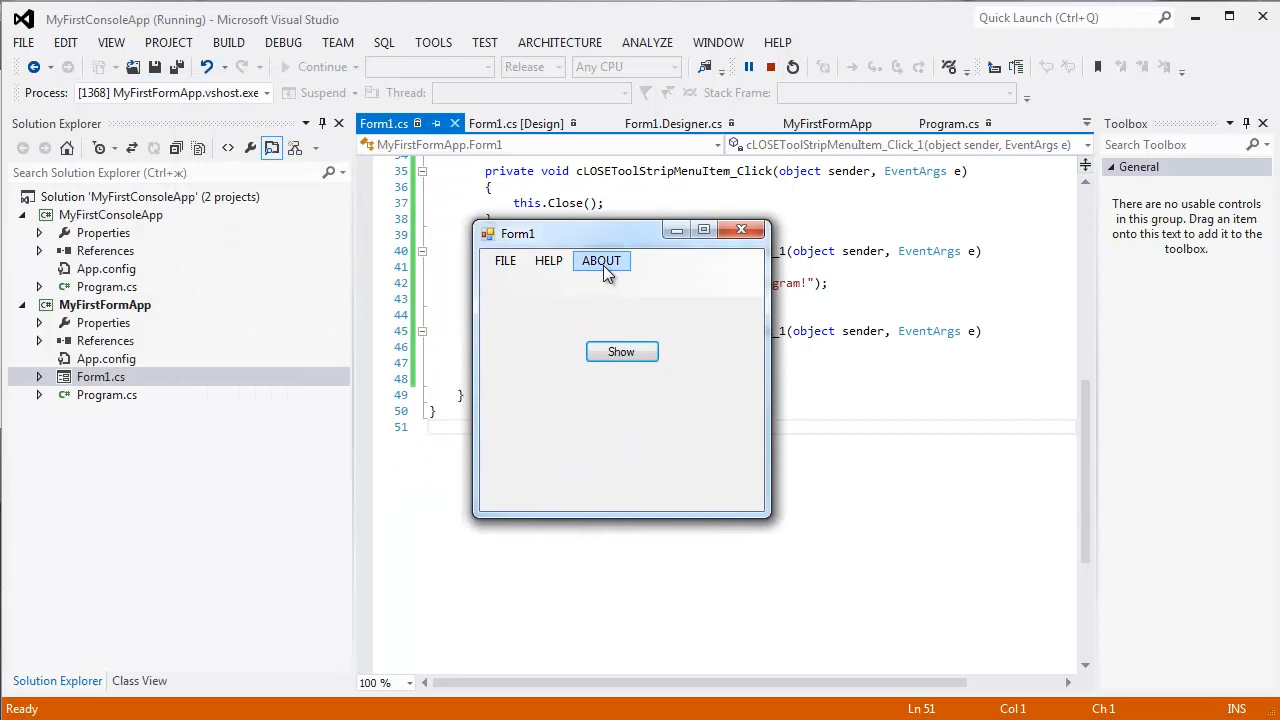 MyFirstConsoleApp (Running) - Microsoft Visual Studio
Quick Launch (Ctrl+Q)
FILE EDIT VIEW PROJECT BUILD DEBUG TEAM SQL TOOLS TEST ARCHITECTURE ANALYZE WINDOW HELP
Continue Release Any CPU
Process: [1368] MyFirstFormApp.vshost.exe Suspend Thread: Stack Frame:
Solution Explorer
Form1.cs Form1.cs [Design] Form1.Designer.cs MyFirstFormApp Program.cs
Toolbox
MyFirstFormApp.Form1 cLOSEToolStripMenuItem_Click_1(object sender, EventArgs e)
Search Toolbox
Search Solution Explorer (Ctrl+ж)
General
Solution 'MyFirstConsoleApp' (2 projects)
MyFirstConsoleApp
Properties
References
App.config
Program.cs
MyFirstFormApp
Properties
References
App.config
Form1.cs
Program.cs
Solution Explorer Class View
34
35 private void cLOSEToolStripMenuItem_Click(object sender, EventArgs e)
36 {
37 this.Close();
38 }
39
40 _1(object sender, EventArgs e)
41
42 gram!");
43
44
45 _1(object sender, EventArgs e)
46
47
48
49 }
50 }
51
Form1
FILE HELP ABOUT
Show
There are no usable controls
in this group. Drag an item
onto this text to add it to the
toolbox.
100 %
Ready Ln 51 Col 1 Ch 1 INS